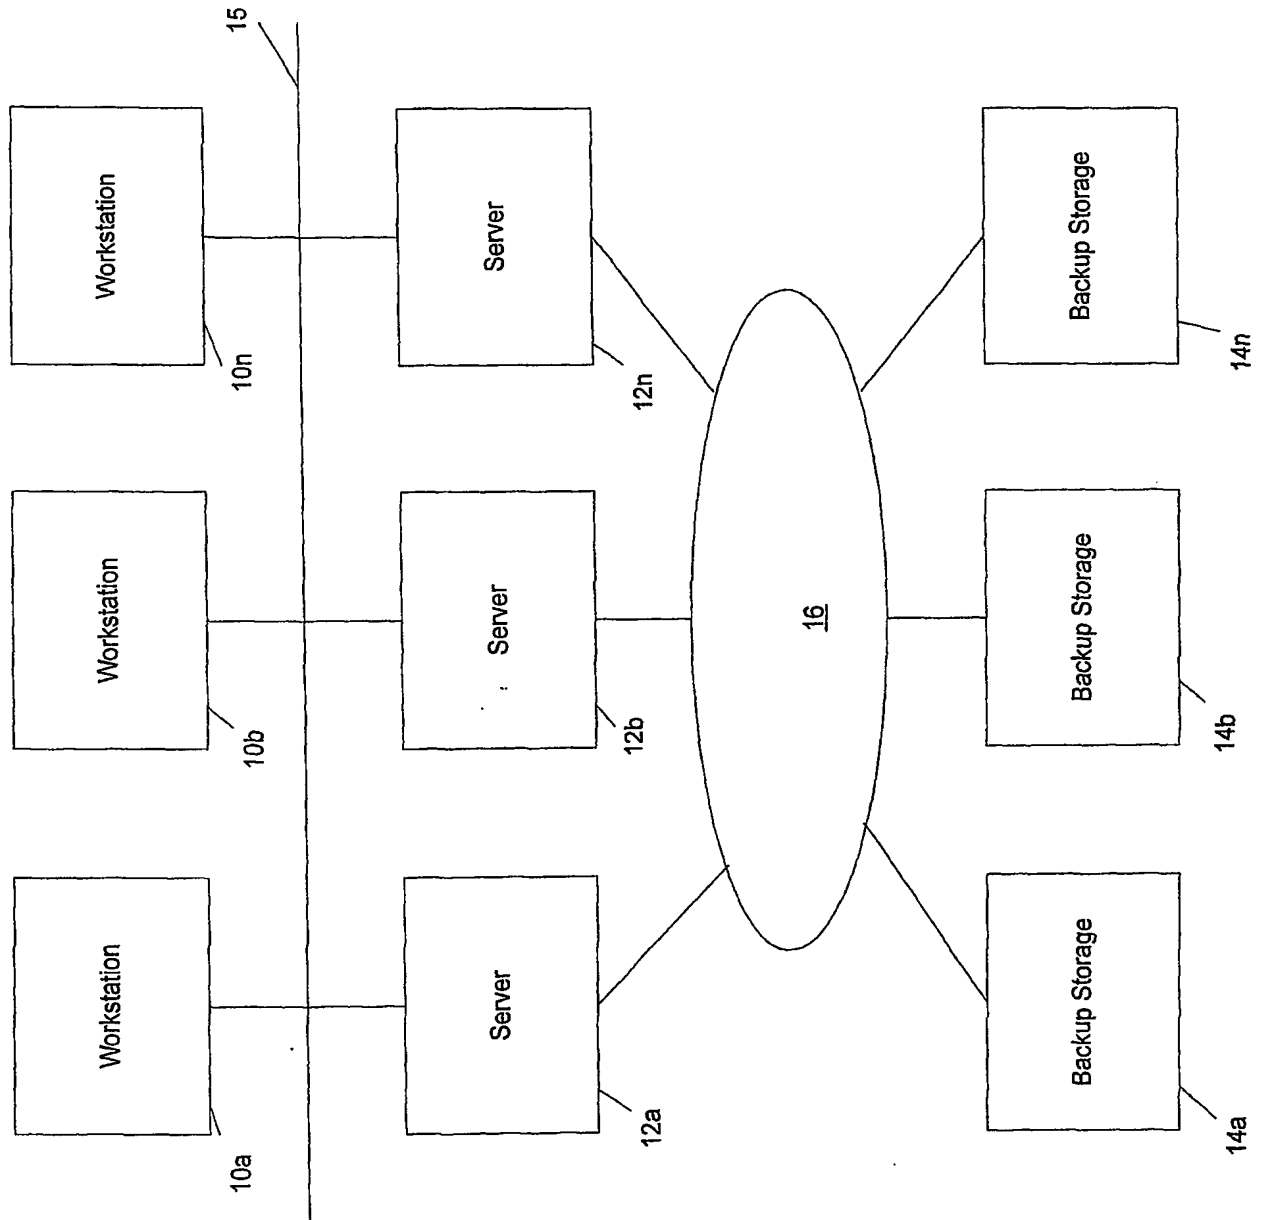 Workstation
Workstation
Workstation
10a
10b
10n
15
Server
Server
Server
12a
12b
12n
16
Backup Storage
Backup Storage
Backup Storage
14a
14b
14n